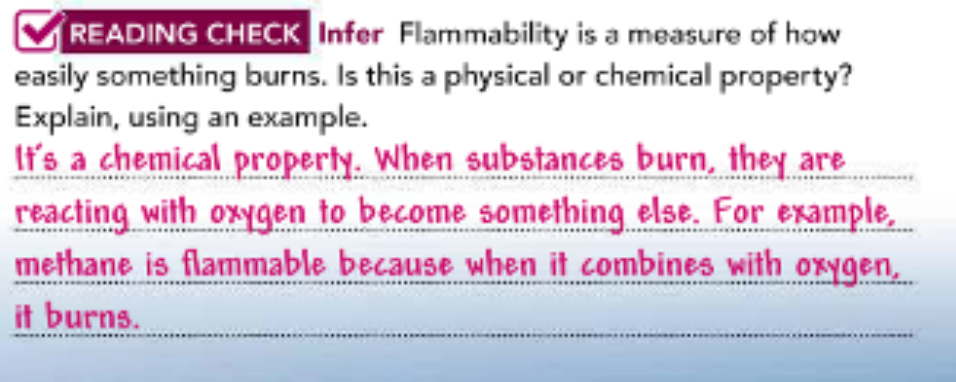 READING CHECK Infer Flammability is a measure of how
easily something burns. Is this a physical or chemical property?
Explain, using an example.
It's a chemical property. When substances burn, they are
reacting with oxygen to become something else. For example,
methane is flammable because when it combines with oxygen,
it burns.